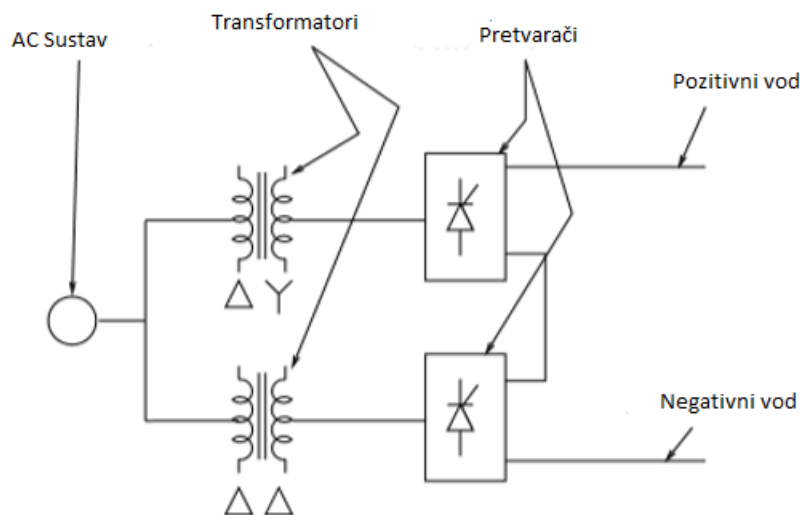 Transformatori
AC Sustav
Pretvarači
Pozitivni vod
Negativni vod